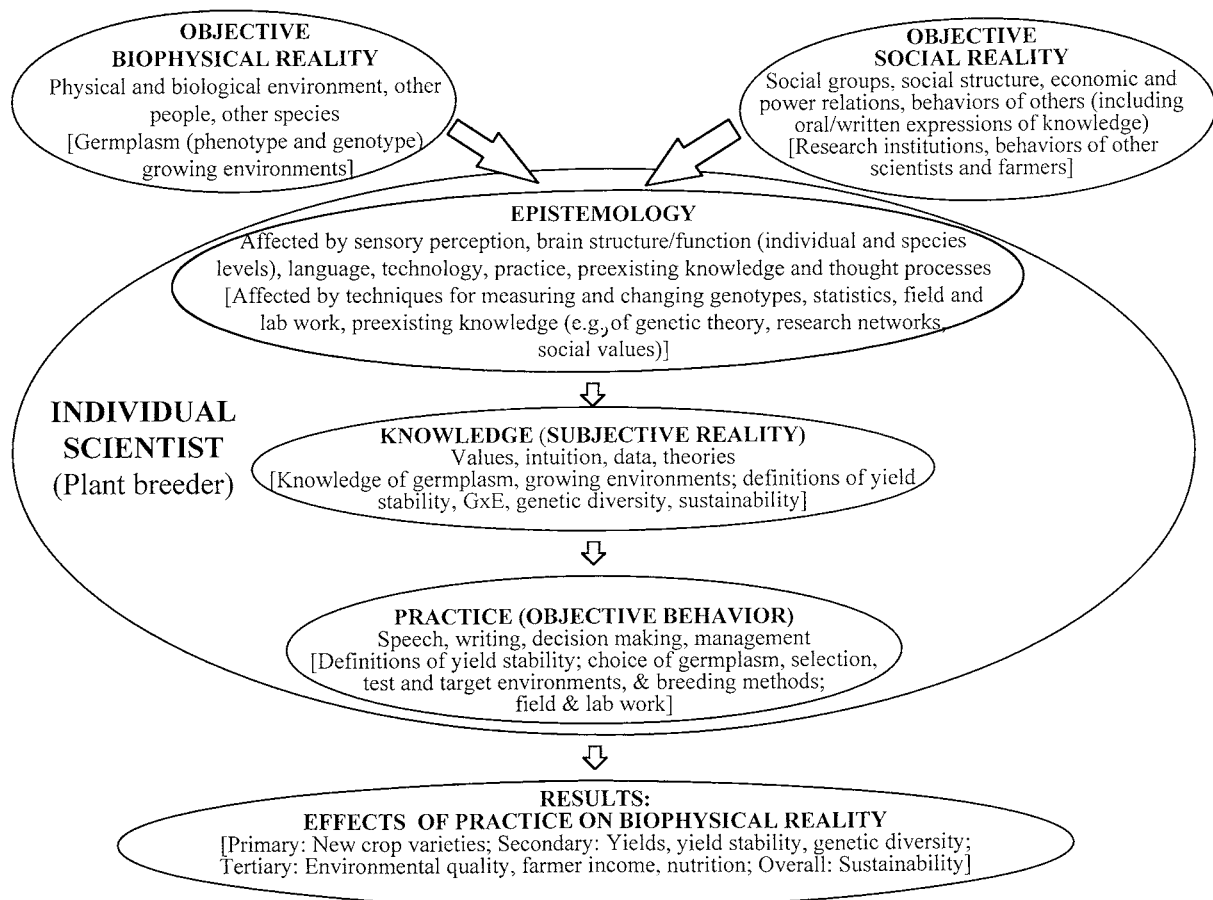 OBJECTIVE
BIOPHYSICAL REALITY
Physical and biological environment, other
people, other species
[Germplasm (phenotype and genotype)
growing environments]
OBJECTIVE
SOCIAL REALITY
Social groups, social structure, economic and
power relations, behaviors of others (including
oral/written expressions of knowledge)
[Research institutions, behaviors of other
scientists and farmers]
EPISTEMOLOGY
Affected by sensory perception, brain structure/function (individual and species
levels), language, technology, practice, preexisting knowledge and thought processes
[Affected by techniques for measuring and changing genotypes, statistics, field and
lab work, preexisting knowledge (e.g., of genetic theory, research networks,
social values)]
INDIVIDUAL
SCIENTIST
(Plant breeder)
KNOWLEDGE (SUBJECTIVE REALITY)
Values, intuition, data, theories
[Knowledge of germplasm, growing environments; definitions of yield
stability, GxE, genetic diversity, sustainability]
PRACTICE (OBJECTIVE BEHAVIOR)
Speech, writing, decision making, management
[Definitions of yield stability; choice of germplasm, selection,
test and target environments, & breeding methods;
field & lab work]
RESULTS:
EFFECTS OF PRACTICE ON BIOPHYSICAL REALITY
[Primary: New crop varieties; Secondary: Yields, yield stability, genetic diversity;
Tertiary: Environmental quality, farmer income, nutrition; Overall: Sustainability]